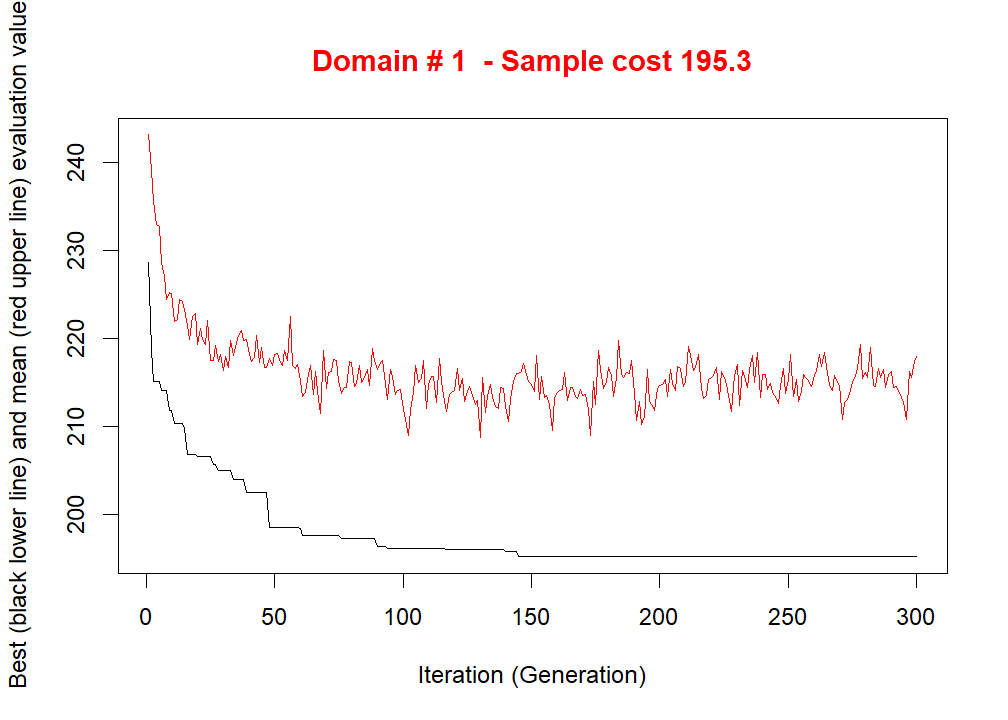 Domain # 1  - Sample cost 195.3
Best (black lower line) and mean (red upper line) evaluation value
240
230
220
210
200
0 50 100 150 200 250 300
Iteration (Generation)